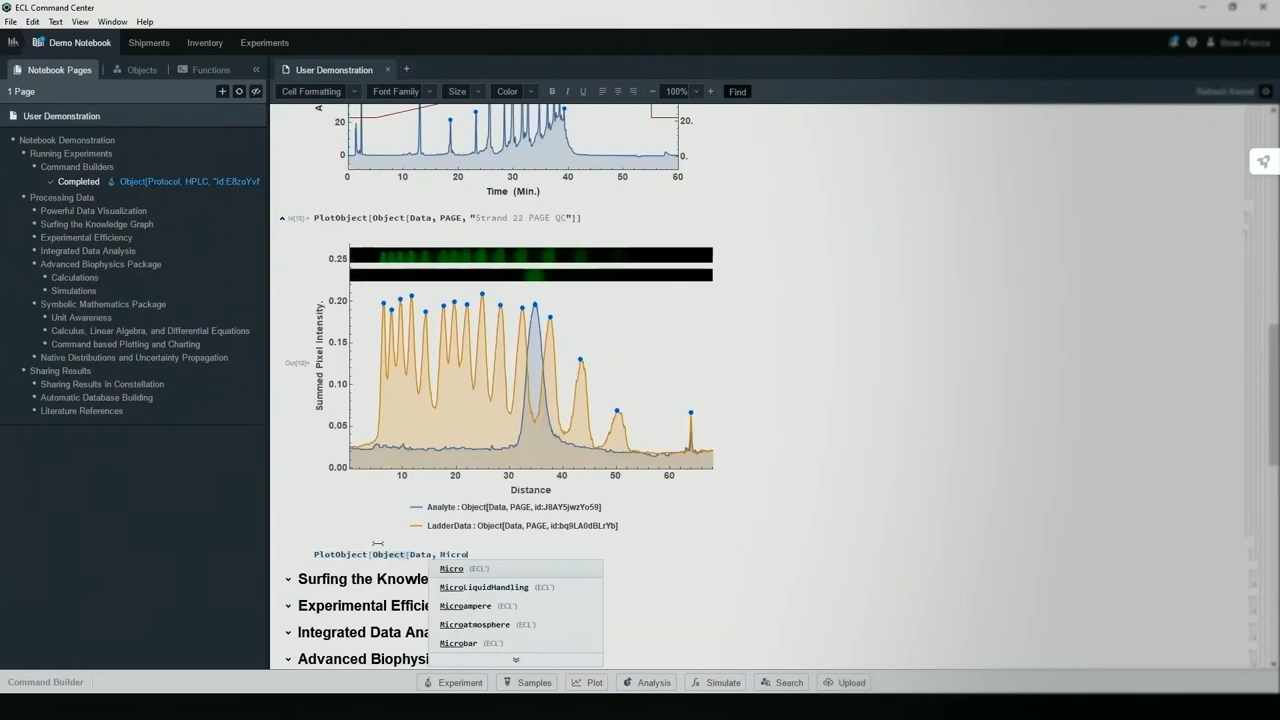 ECL Command Center
File Edit Text View Window Help
Demo Notebook Shipments Inventory Experiments
Notebook Pages Objects Functions
User Demonstration
1 Page
Cell Formatting Font Family Size Color B I U 100% Find
User Demonstration
Notebook Demonstration
Running Experiments
Command Builders
Completed Object[Protocol, HPLC, "id:E8zoYvN
Processing Data
Powerful Data Visualization
Surfing the Knowledge Graph
Experimental Efficiency
Integrated Data Analysis
Advanced Biophysics Package
Calculations
Simulations
Symbolic Mathematics Package
Unit Awareness
Calculus, Linear Algebra, and Differential Equations
Command based Plotting and Charting
Native Distributions and Uncertainty Propagation
Sharing Results
Sharing Results in Constellation
Automatic Database Building
Literature References
A
20 20.
0 0.
0 10 20 30 40 50 60
Time (Min.)
In[10]:= PlotObject[Object[Data, PAGE, "Strand 22 PAGE QC"]]
0.25
0.20
0.15
0.10
0.05
0.00
Summed Pixel Intensity.
Out[10]=
10 20 30 40 50 60
Distance
Analyte : Object[Data, PAGE, id:J8AY5jwzYo59]
LadderData : Object[Data, PAGE, id:bq9LA0dBLrYb]
PlotObject[Object[Data, Micro
Micro (ECL`)
MicroLiquidHandling (ECL`)
Microampere (ECL`)
Microatmosphere (ECL`)
Microbar (ECL`)
Surfing the Knowle
Experimental Efficie
Integrated Data Ana
Advanced Biophysi
Command Builder
Experiment Samples Plot Analysis Simulate Search Upload